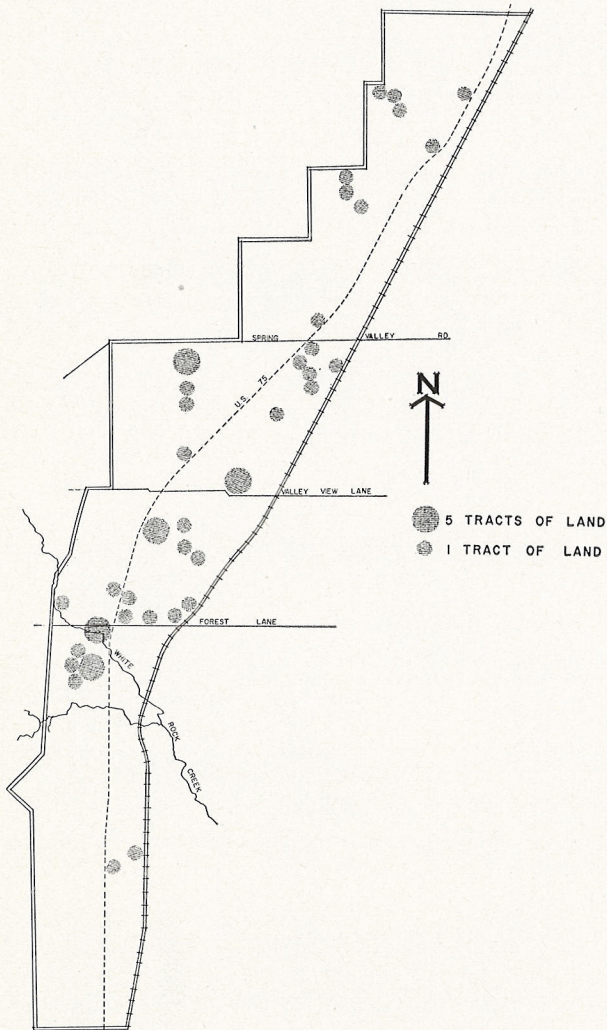 SPRING VALLEY RD.
U.S. 75
N
VALLEY VIEW LANE
5 TRACTS OF LAND
1 TRACT OF LAND
FOREST LANE
WHITE ROCK CREEK